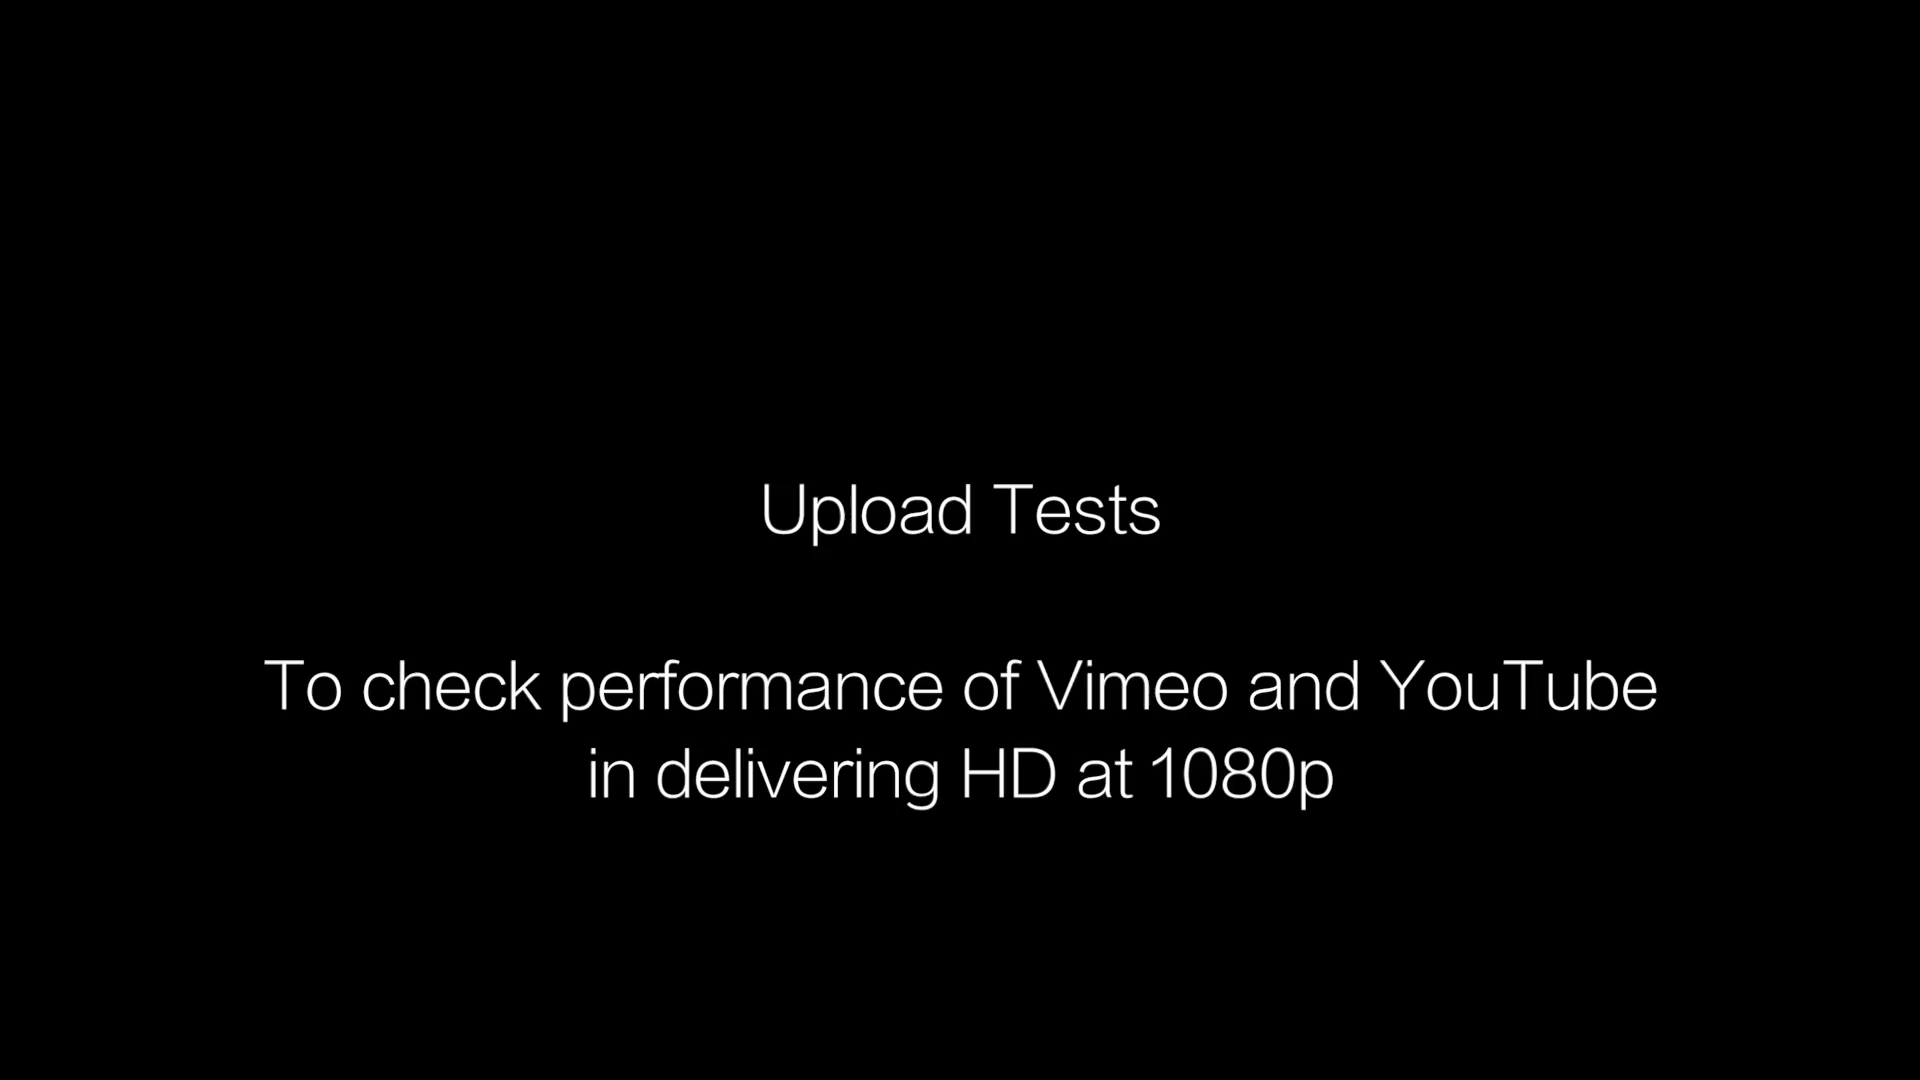 Upload Tests
To check performance of Vimeo and YouTube
in delivering HD at 1080p